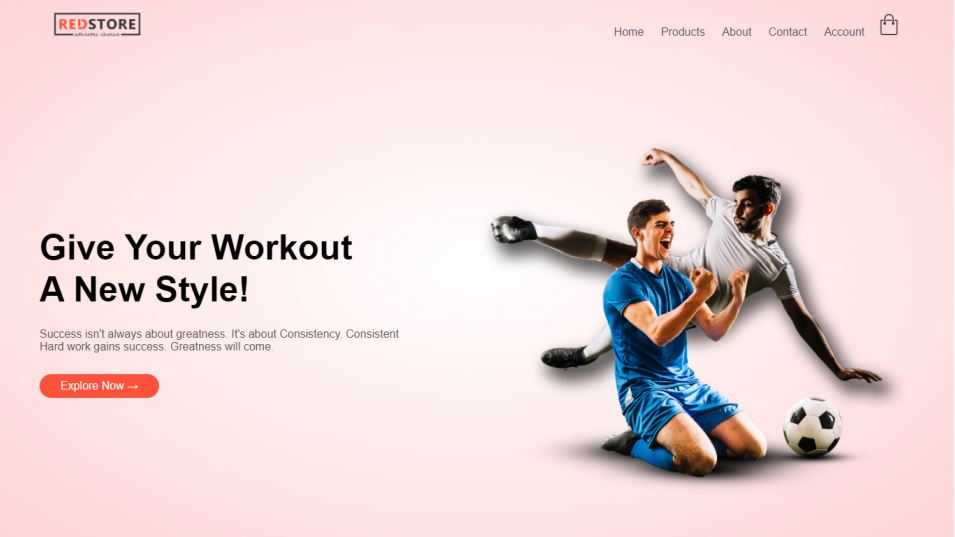 REDSTORE
athletes choice
Home Products About Contact Account
Give Your Workout
A New Style!
Success isn't always about greatness. It's about Consistency. Consistent
Hard work gains success. Greatness will come.
Explore Now →